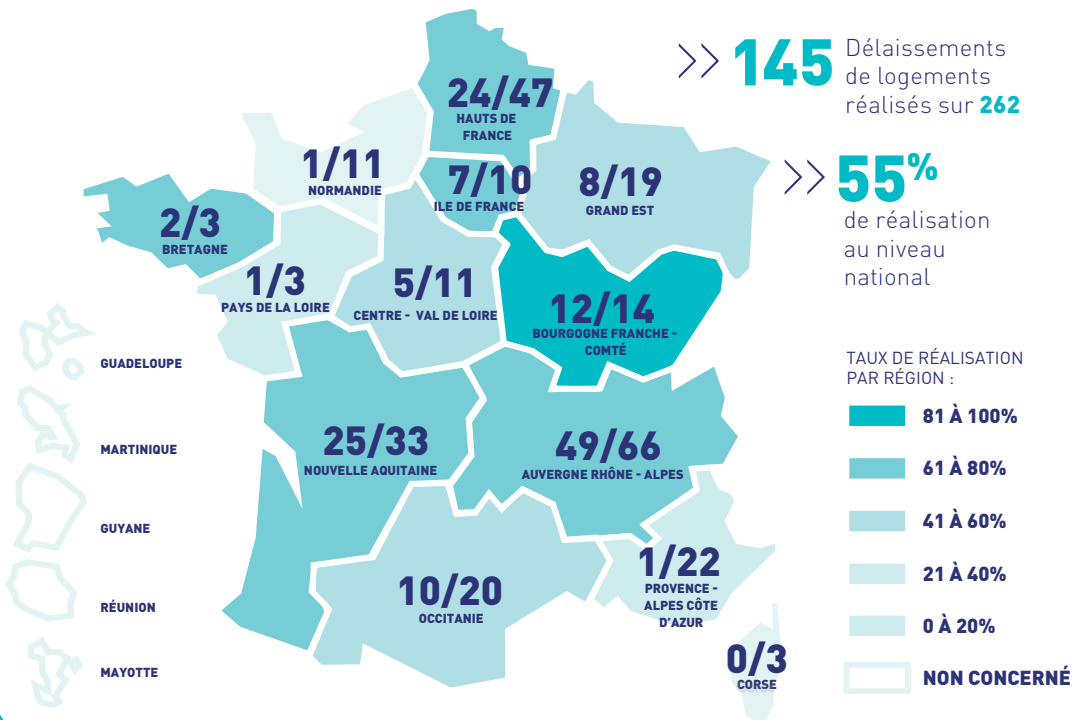 >> 145 Délaissements
de logements
réalisés sur 262
>> 55%
de réalisation
au niveau
national
24/47
HAUTS DE
FRANCE
1/11
NORMANDIE
7/10
ILE DE FRANCE
8/19
GRAND EST
2/3
BRETAGNE
1/3
PAYS DE LA LOIRE
5/11
CENTRE - VAL DE LOIRE
12/14
BOURGOGNE FRANCHE -
COMTÉ
25/33
NOUVELLE AQUITAINE
49/66
AUVERGNE RHÔNE - ALPES
10/20
OCCITANIE
1/22
PROVENCE -
ALPES CÔTE
D'AZUR
0/3
CORSE
GUADELOUPE
MARTINIQUE
GUYANE
RÉUNION
MAYOTTE
TAUX DE RÉALISATION
PAR RÉGION :
81 À 100%
61 À 80%
41 À 60%
21 À 40%
0 À 20%
NON CONCERNÉ